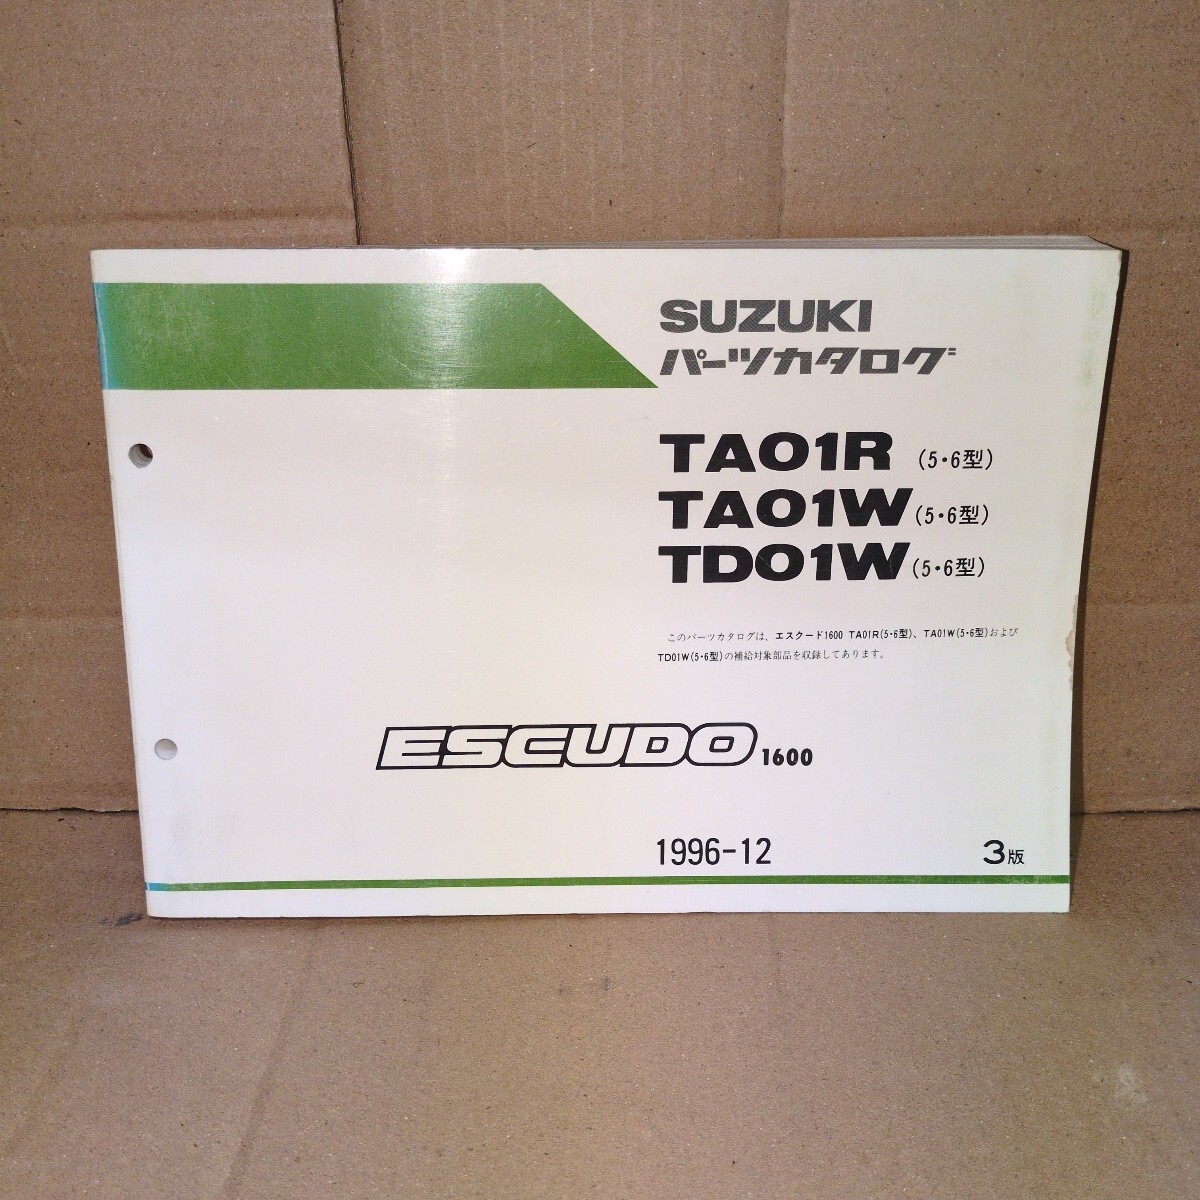 SUZUKI
パーツカタログ
TA01R (5・6型)
TA01W (5・6型)
TD01W (5・6型)
このパーツカタログは、エスクード1600 TA01R(5・6型)、TA01W(5・6型)および
TD01W(5・6型)の補給対象部品を収録してあります。
ESCUDO 1600
1996-12 3版